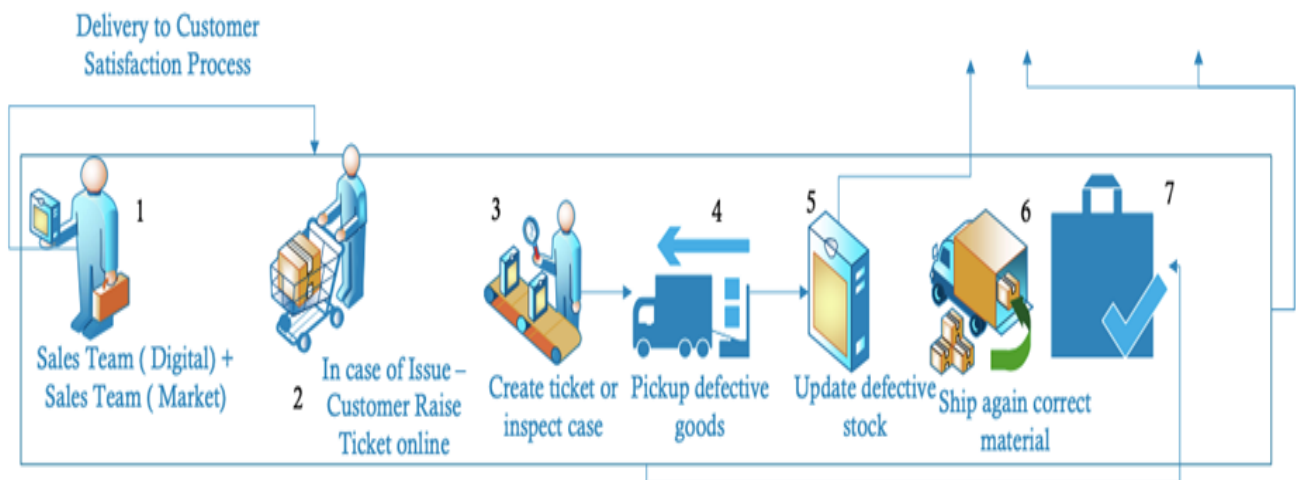 Delivery to Customer
Satisfaction Process
1
Sales Team ( Digital) +
Sales Team ( Market)
2
In case of Issue –
Customer Raise
Ticket online
3
Create ticket or
inspect case
4
Pickup defective
goods
5
Update defective
stock
6
Ship again correct
material
7